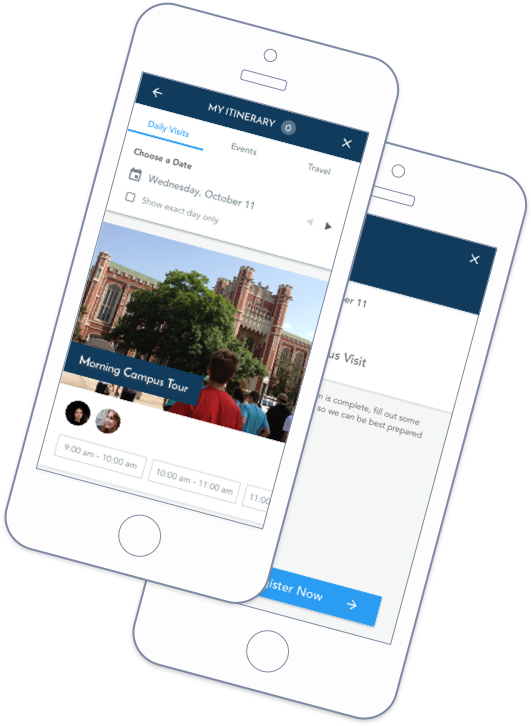 MY ITINERARY 0
Daily Visits
Events
Travel
Choose a Date
Wednesday, October 11
Show exact day only
Morning Campus Tour
9:00 am - 10:00 am
10:00 am - 11:00 am
11:00
er 11
us Visit
n is complete, fill out some
so we can be best prepared
ister Now